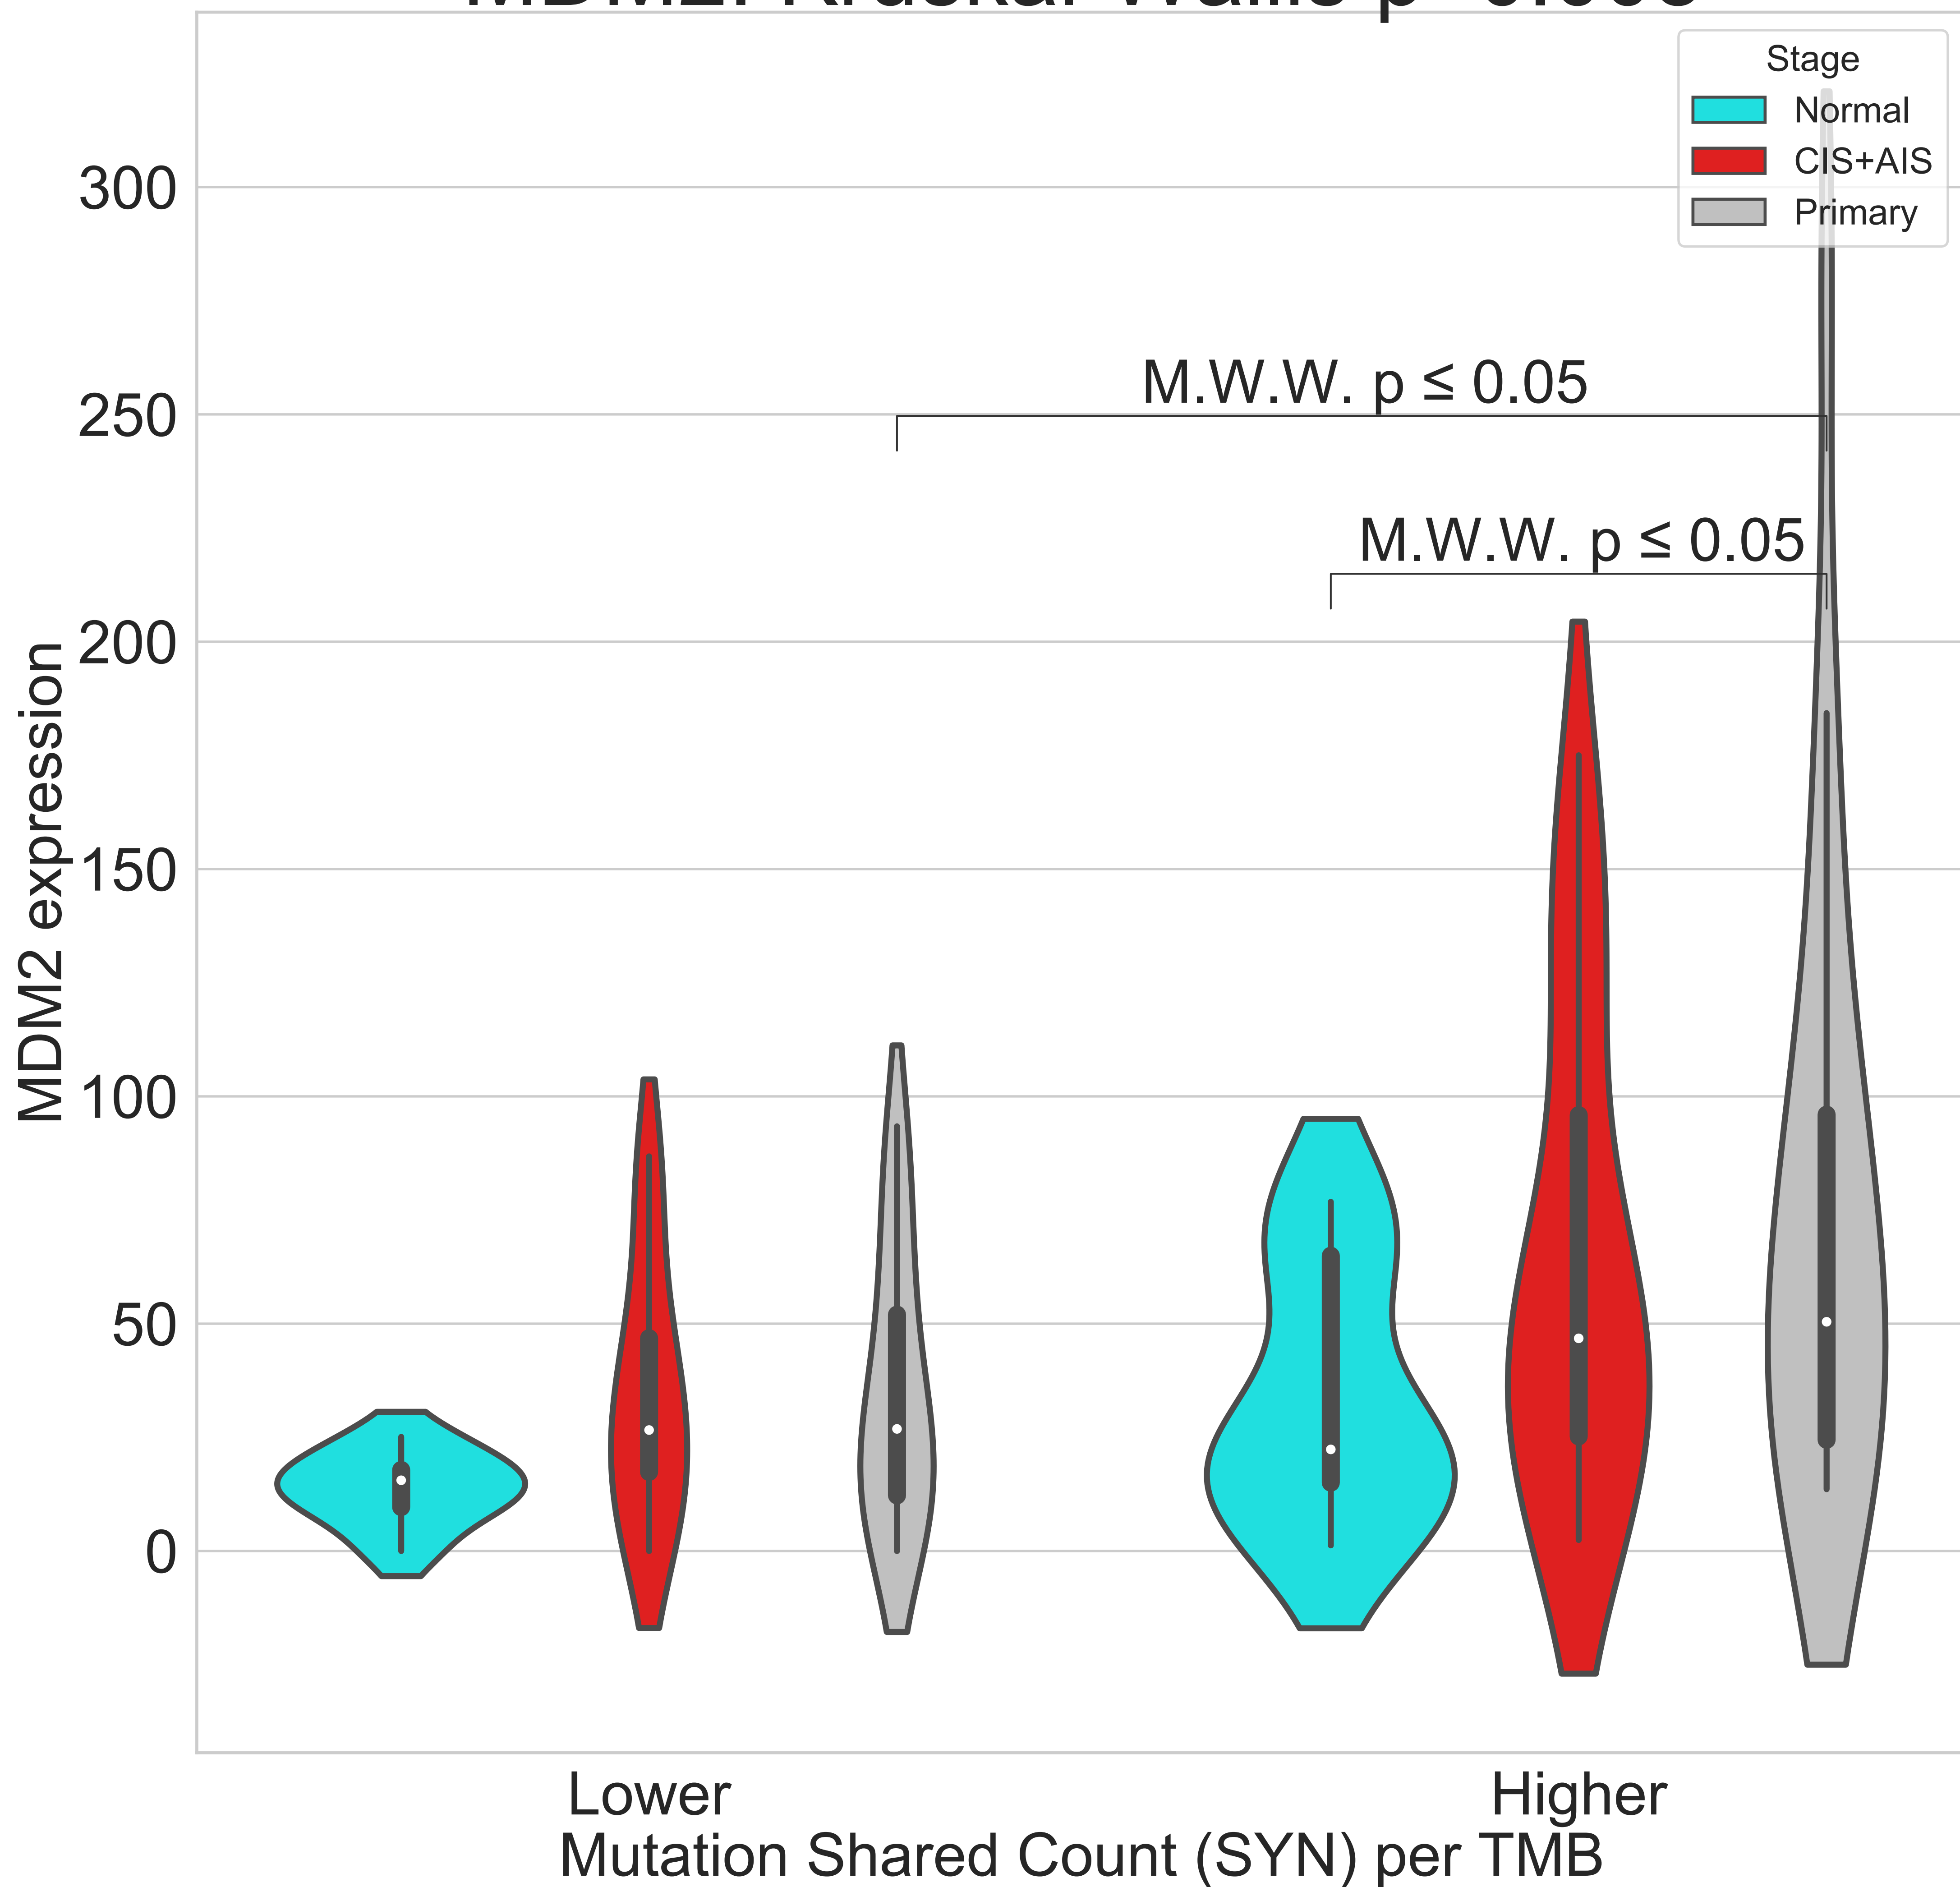 Stage
Normal
CIS+AIS
Primary
300
250
200
150
100
50
0
MDM2 expression
M.W.W. p ≤ 0.05
M.W.W. p ≤ 0.05
Lower
Higher
Mutation Shared Count (SYN) per TMB